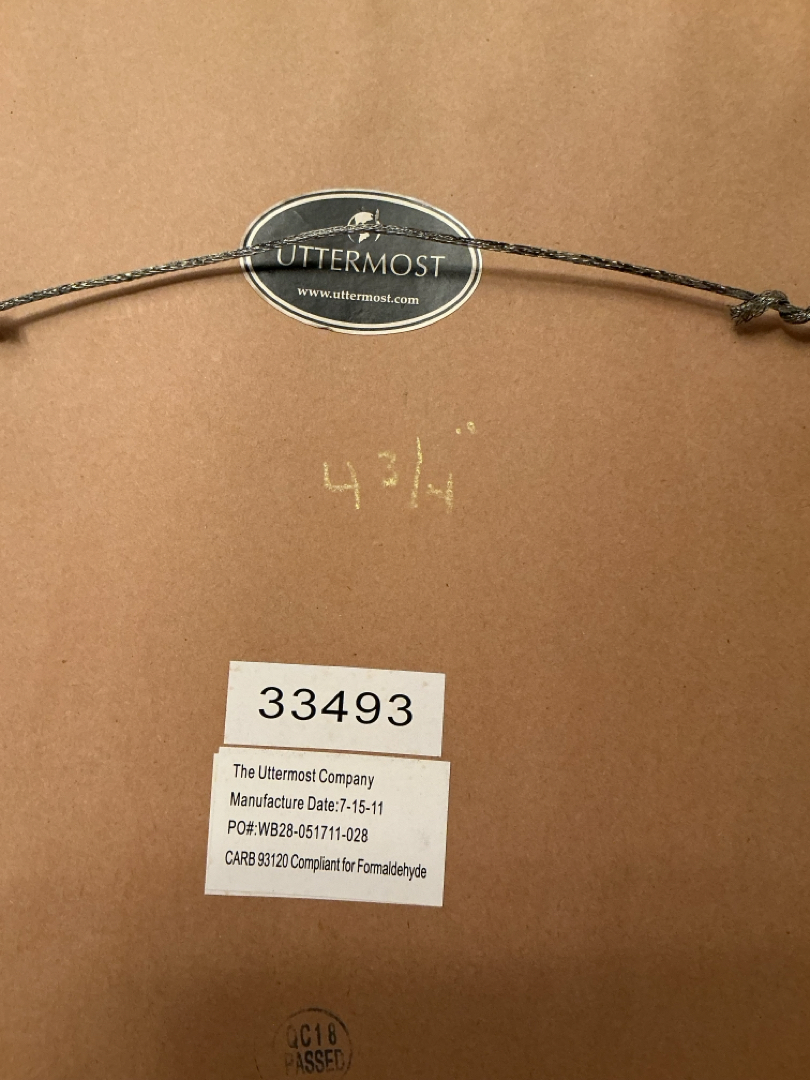 UTTERMOST
www.uttermost.com
4 3/4"
33493
The Uttermost Company
Manufacture Date:7-15-11
PO#:WB28-051711-028
CARB 93120 Compliant for Formaldehyde
QC18
PASSED